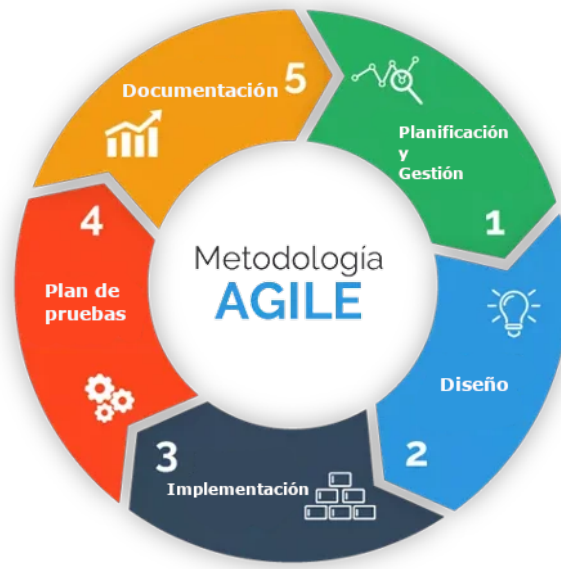 Metodología
AGILE
Planificación
y
Gestión
1
Diseño
2
3
Implementación
4
Plan de
pruebas
Documentación 5